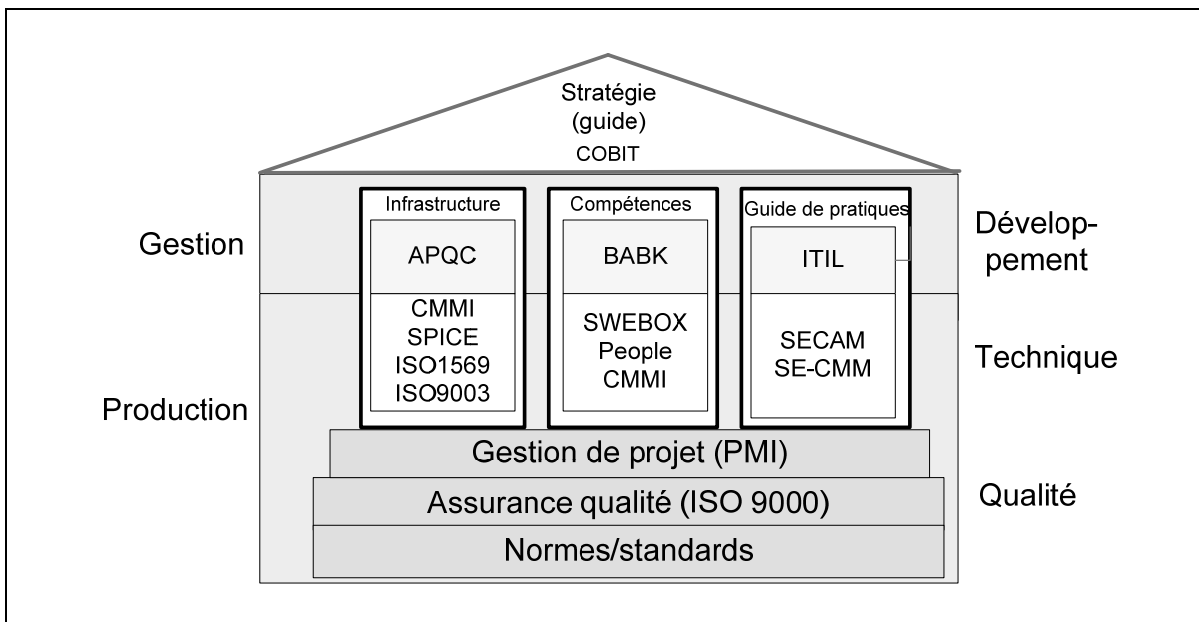 Stratégie
(guide)
COBIT
Gestion
Infrastructure
APQC
Compétences
BABK
Guide de pratiques
ITIL
Dévelop-
pement
Production
CMMI
SPICE
ISO1569
ISO9003
SWEBOX
People
CMMI
SECAM
SE-CMM
Technique
Gestion de projet (PMI)
Assurance qualité (ISO 9000)
Normes/standards
Qualité